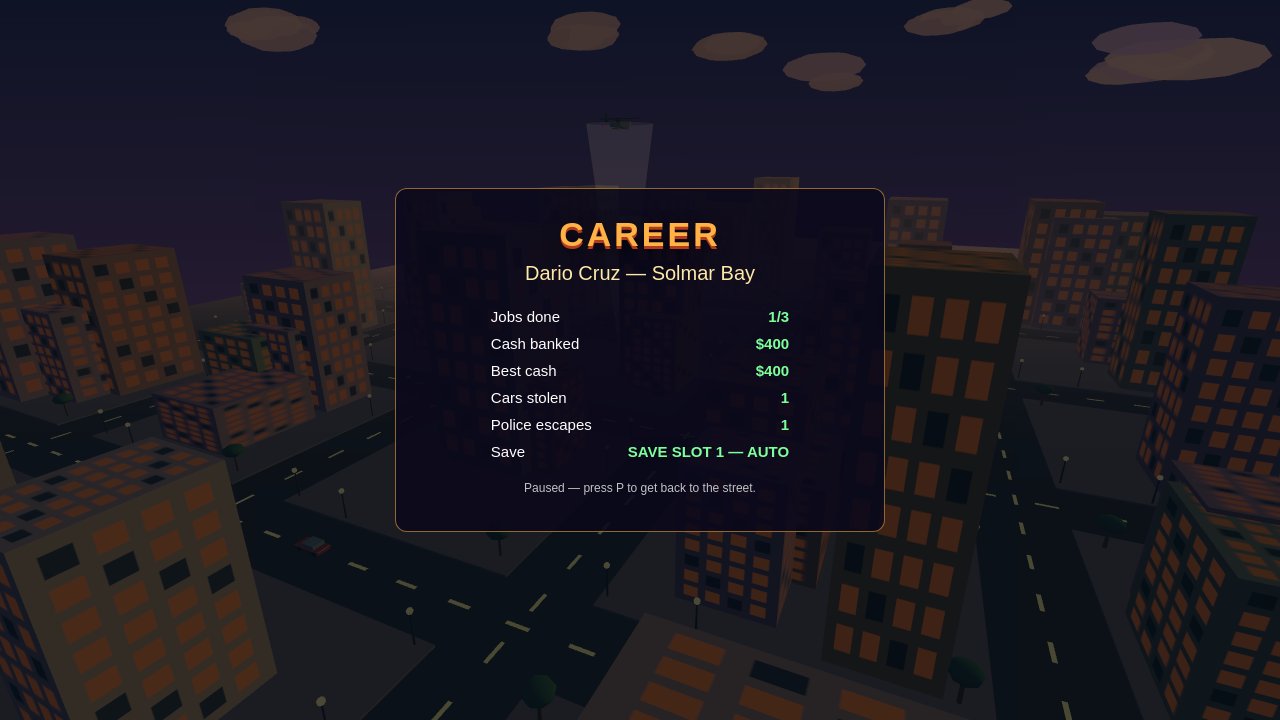 CAREER
Dario Cruz — Solmar Bay
Jobs done 1/3
Cash banked $400
Best cash $400
Cars stolen 1
Police escapes 1
Save SAVE SLOT 1 — AUTO
Paused — press P to get back to the street.